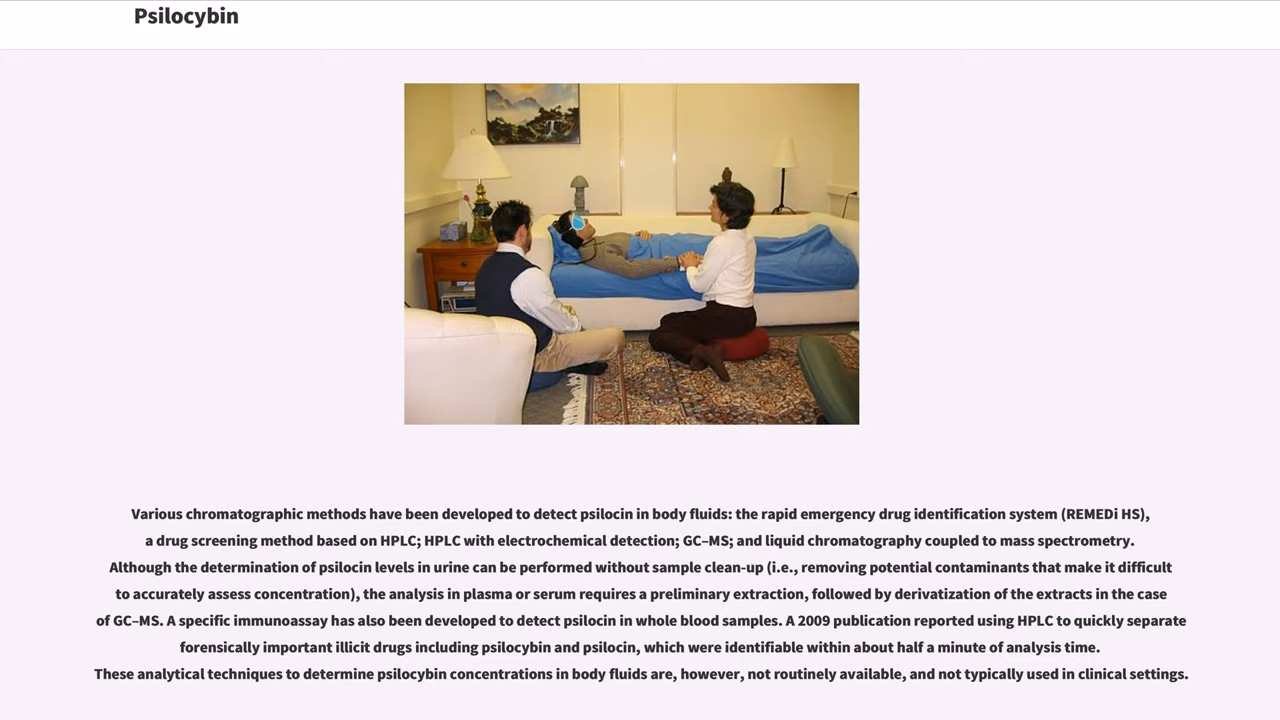 Psilocybin
Various chromatographic methods have been developed to detect psilocin in body fluids: the rapid emergency drug identification system (REMEDi HS),
a drug screening method based on HPLC; HPLC with electrochemical detection; GC–MS; and liquid chromatography coupled to mass spectrometry.
Although the determination of psilocin levels in urine can be performed without sample clean-up (i.e., removing potential contaminants that make it difficult
to accurately assess concentration), the analysis in plasma or serum requires a preliminary extraction, followed by derivatization of the extracts in the case
of GC–MS. A specific immunoassay has also been developed to detect psilocin in whole blood samples. A 2009 publication reported using HPLC to quickly separate
forensically important illicit drugs including psilocybin and psilocin, which were identifiable within about half a minute of analysis time.
These analytical techniques to determine psilocybin concentrations in body fluids are, however, not routinely available, and not typically used in clinical settings.